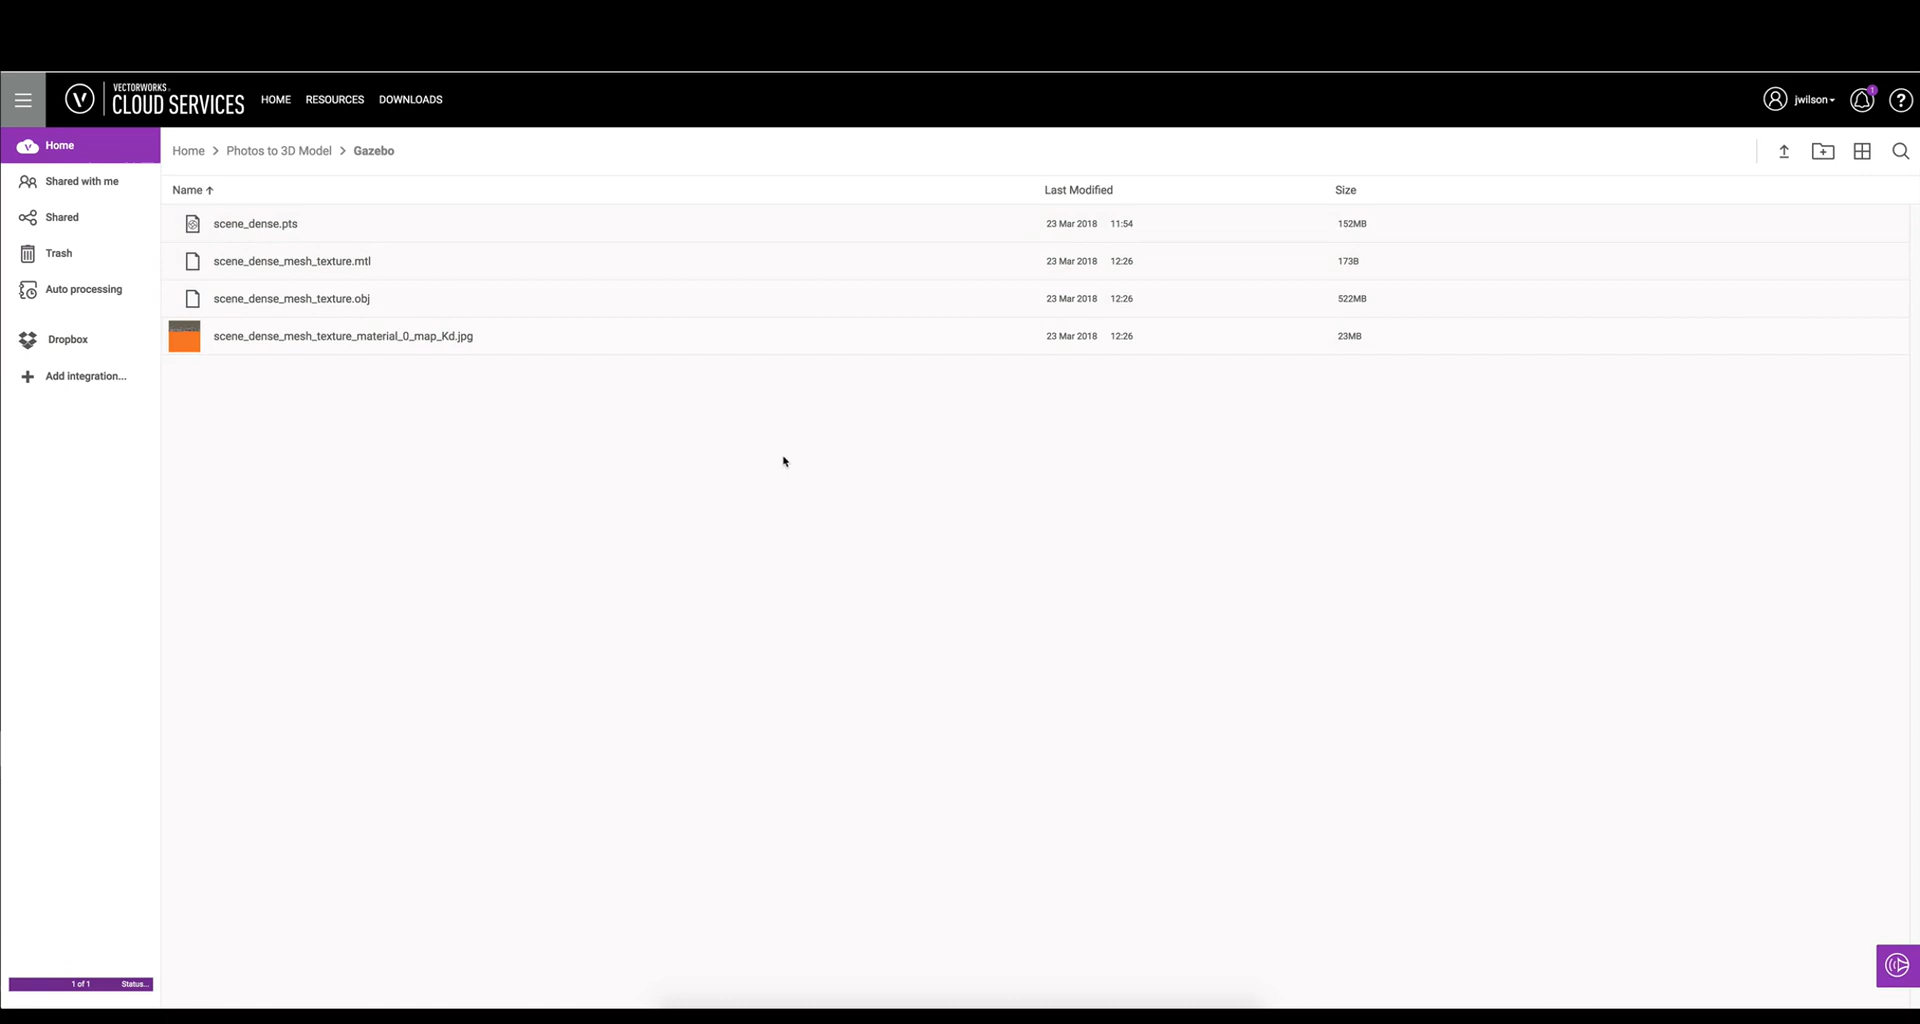 VECTORWORKS
CLOUD SERVICES
HOME RESOURCES DOWNLOADS
jwilson
1
?
Home
Shared with me
Shared
Trash
Auto processing
Dropbox
Add integration...
Home > Photos to 3D Model > Gazebo
Name Last Modified Size
scene_dense.pts 23 Mar 2018 11:54 152MB
scene_dense_mesh_texture.mtl 23 Mar 2018 12:26 173B
scene_dense_mesh_texture.obj 23 Mar 2018 12:26 522MB
scene_dense_mesh_texture_material_0_map_Kd.jpg 23 Mar 2018 12:26 23MB
1 of 1 Status...